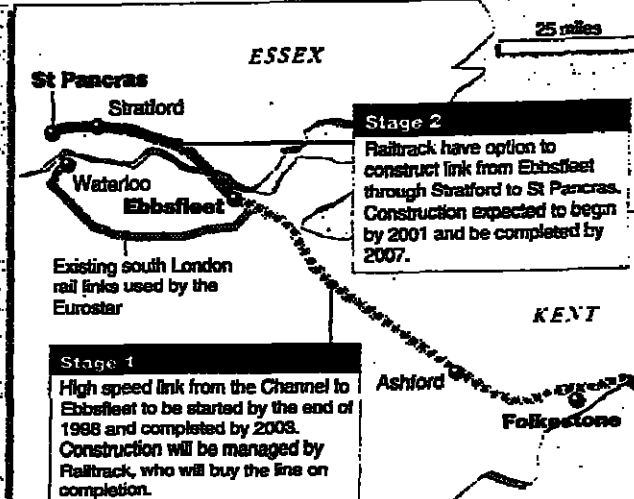 25 miles
ESSEX
St Pancras
Stratford
Stage 2
Railtrack have option to
construct link from Ebbsfleet
through Stratford to St Pancras.
Construction expected to begin
by 2001 and be completed by
2007.
Waterloo
Ebbsfleet
Existing south London
rail links used by the
Eurostar
KENT
Stage 1
High speed link from the Channel to
Ebbsfleet to be started by the end of
1998 and completed by 2003.
Construction will be managed by
Railtrack, who will buy the line on
completion.
Ashford
Folkestone